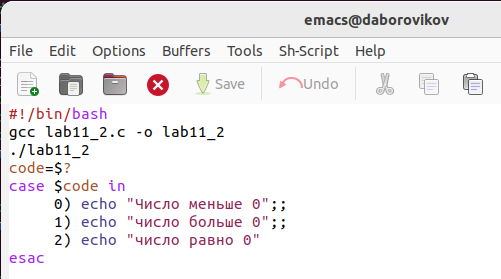 emacs@daborovikov
File Edit Options Buffers Tools Sh-Script Help
Save Undo
#!/bin/bash
gcc lab11_2.c -o lab11_2
./lab11_2
code=$?
case $code in
0) echo "Число меньше 0";;
1) echo "число больше 0";;
2) echo "число равно 0"
esac